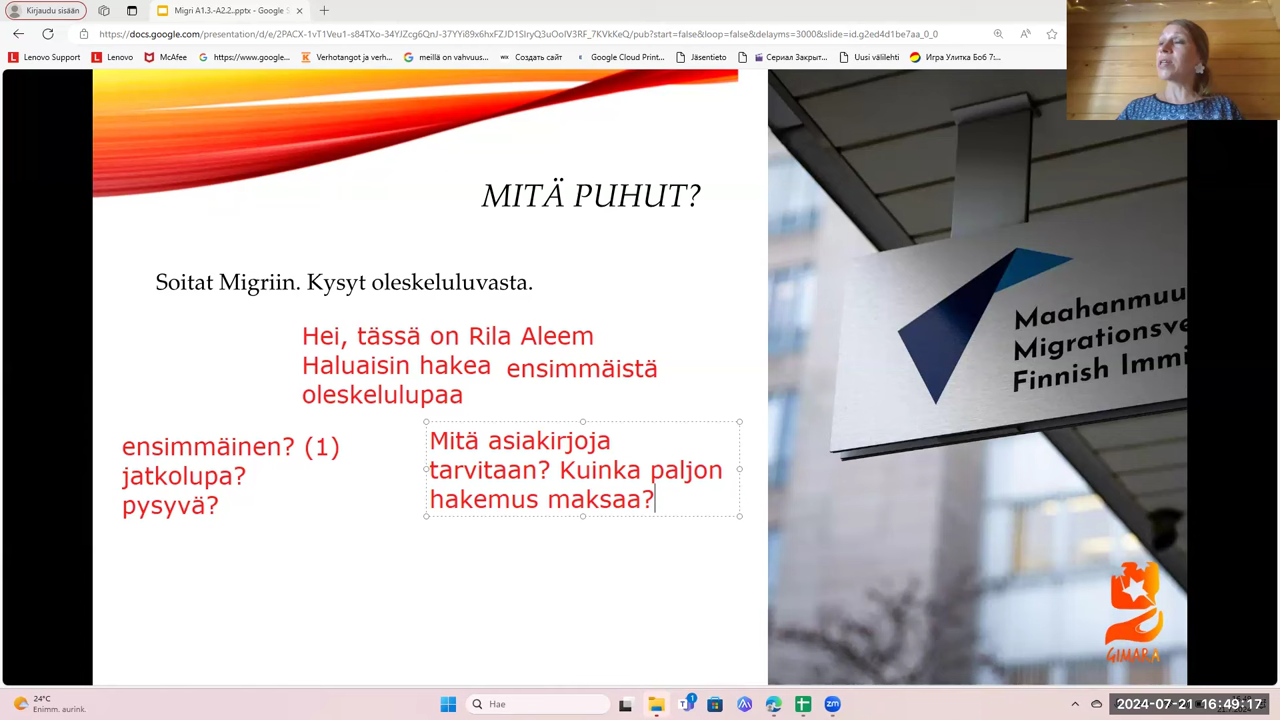 Kirjaudu sisään
Migri A1.3.-A2.2..pptx - Google S
https://docs.google.com/presentation/d/e/2PACX-1vT1Veu1-s84TXo-34YJZcg6QnJ-37YYi89x6hxFZJD1SlryQ3uOoIV3RF_7KVkKeQ/pub?start=false&loop=false&delayms=3000&slide=id.g2ed4d1be7aa_0_0
Lenovo Support
Lenovo
McAfee
https://www.google...
Verhotangot ja verh...
meillä on vahvuus...
Создать сайт
Google Cloud Print...
Jäsentieto
Сериал Закрыт...
Uusi välilehti
Игра Улитка Боб 7:...
MITÄ PUHUT?
Soitat Migriin. Kysyt oleskeluluvasta.
Hei, tässä on Rila Aleem
Haluaisin hakea ensimmäistä
oleskelulupaa
ensimmäinen? (1)
jatkolupa?
pysyvä?
Mitä asiakirjoja
tarvitaan? Kuinka paljon
hakemus maksaa?
Maahanmuu
Migrationsve
Finnish Immi
GIMARA
24°C
Enimm. aurink.
Hae
2024-07-21 16:49:17